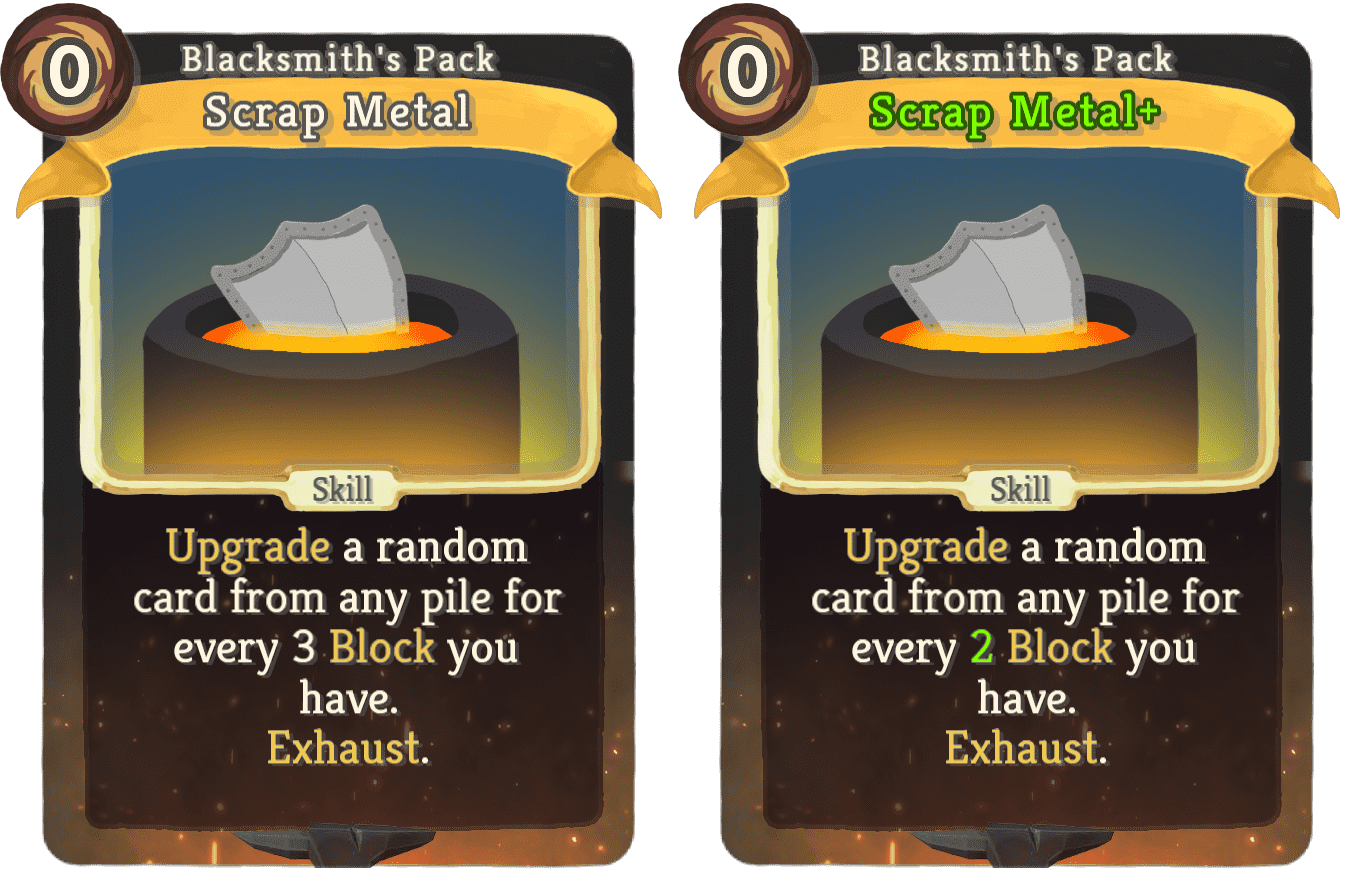 0
Blacksmith's Pack
Scrap Metal
Skill
Upgrade a random
card from any pile for
every 3 Block you
have.
Exhaust.
0
Blacksmith's Pack
Scrap Metal+
Skill
Upgrade a random
card from any pile for
every 2 Block you
have.
Exhaust.